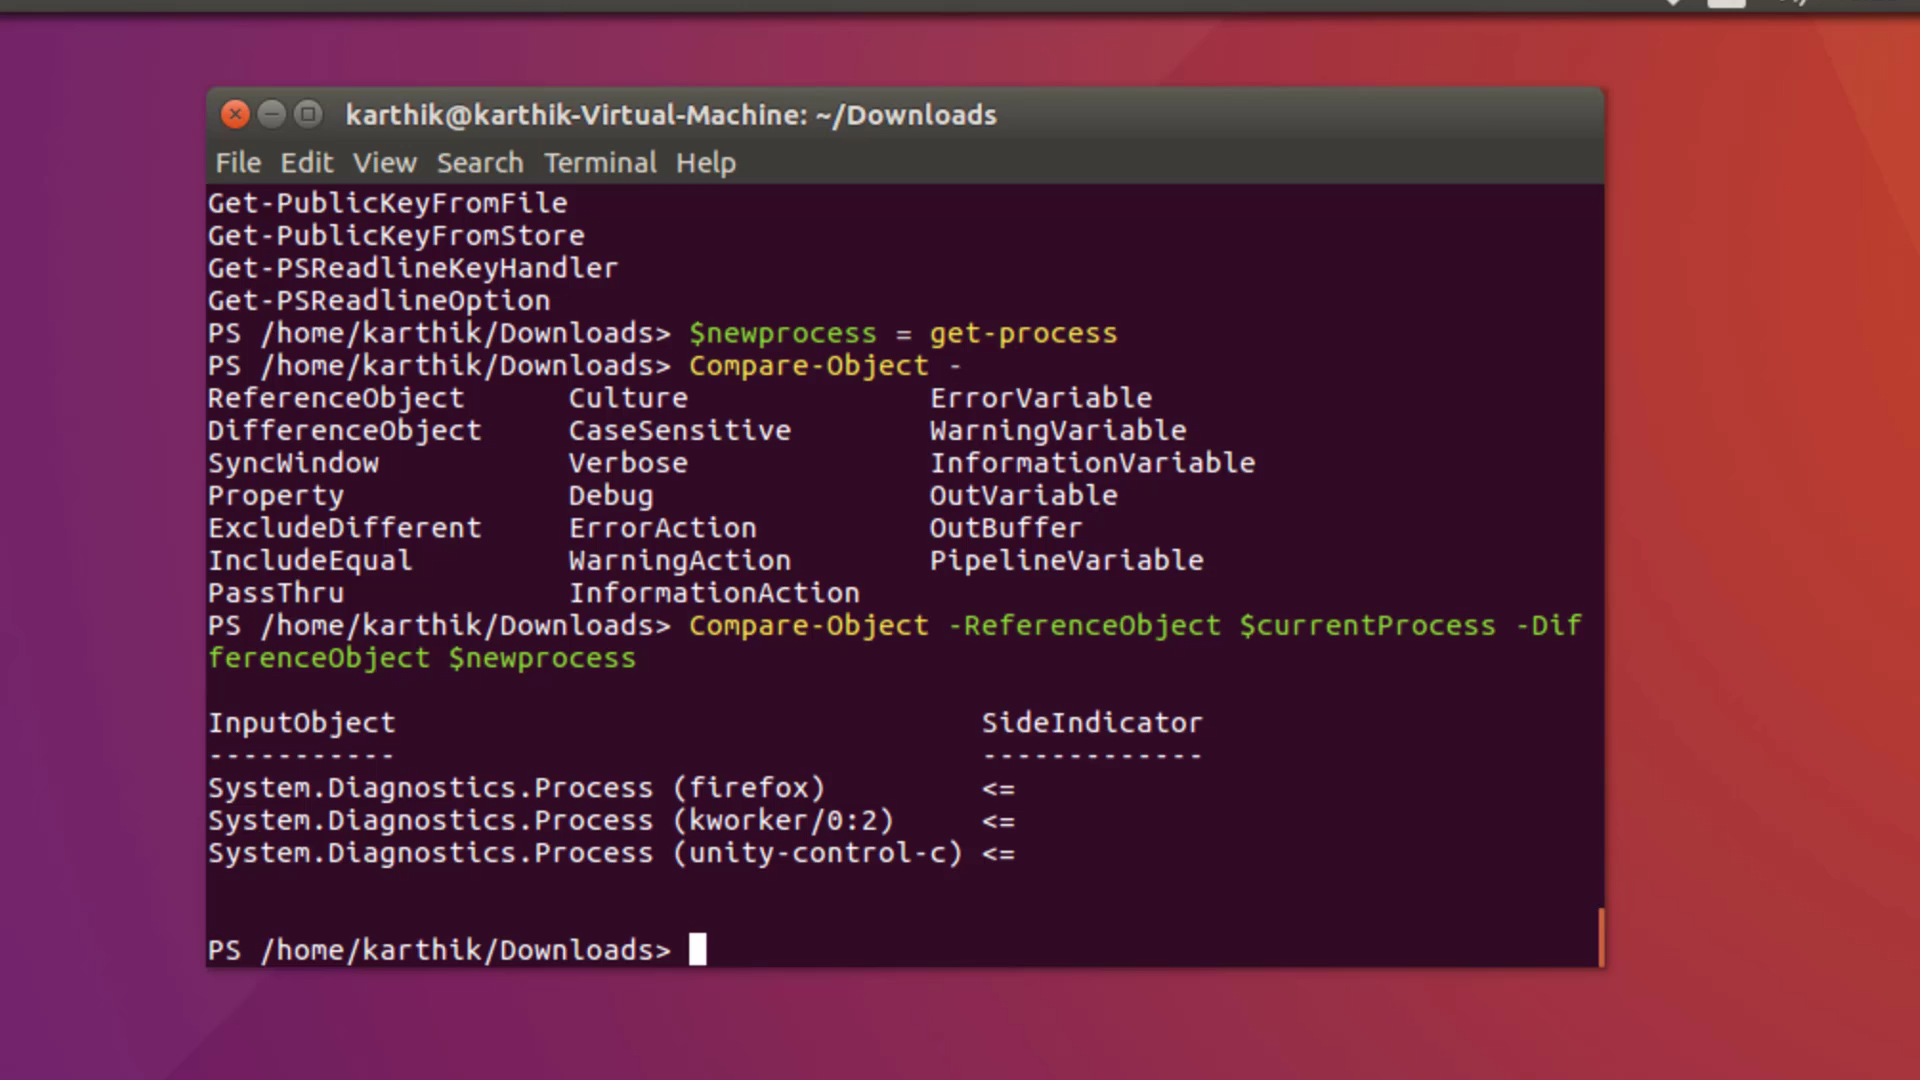 karthik@karthik-Virtual-Machine: ~/Downloads
File Edit View Search Terminal Help
Get-PublicKeyFromFile
Get-PublicKeyFromStore
Get-PSReadlineKeyHandler
Get-PSReadlineOption
PS /home/karthik/Downloads> $newprocess = get-process
PS /home/karthik/Downloads> Compare-Object -
ReferenceObject Culture ErrorVariable
DifferenceObject CaseSensitive WarningVariable
SyncWindow Verbose InformationVariable
Property Debug OutVariable
ExcludeDifferent ErrorAction OutBuffer
IncludeEqual WarningAction PipelineVariable
PassThru InformationAction
PS /home/karthik/Downloads> Compare-Object -ReferenceObject $currentProcess -Dif
ferenceObject $newprocess
InputObject SideIndicator
----------- -------------
System.Diagnostics.Process (firefox) <=
System.Diagnostics.Process (kworker/0:2) <=
System.Diagnostics.Process (unity-control-c) <=
PS /home/karthik/Downloads>